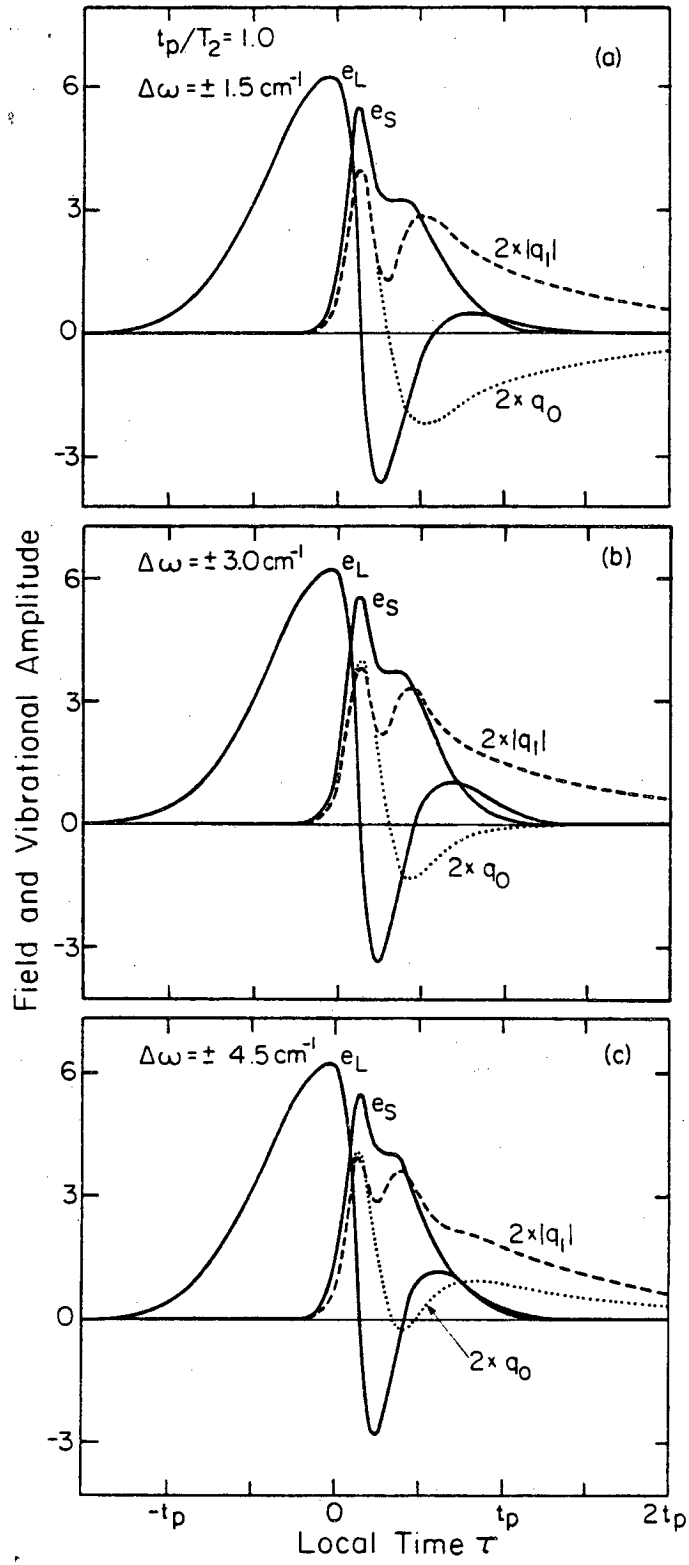 t_p/T_2 = 1.0
Δω = ± 1.5 cm⁻¹
(a)
e_L
e_S
2×|q_1|
2× q_0
6
3
0
-3
Δω = ± 3.0 cm⁻¹
(b)
e_L
e_S
2×|q_1|
2× q_0
6
3
0
-3
Δω = ± 4.5 cm⁻¹
(c)
e_L
e_S
2×|q_1|
2× q_0
6
3
0
-3
-t_p
0
t_p
2t_p
Local Time τ
Field and Vibrational Amplitude